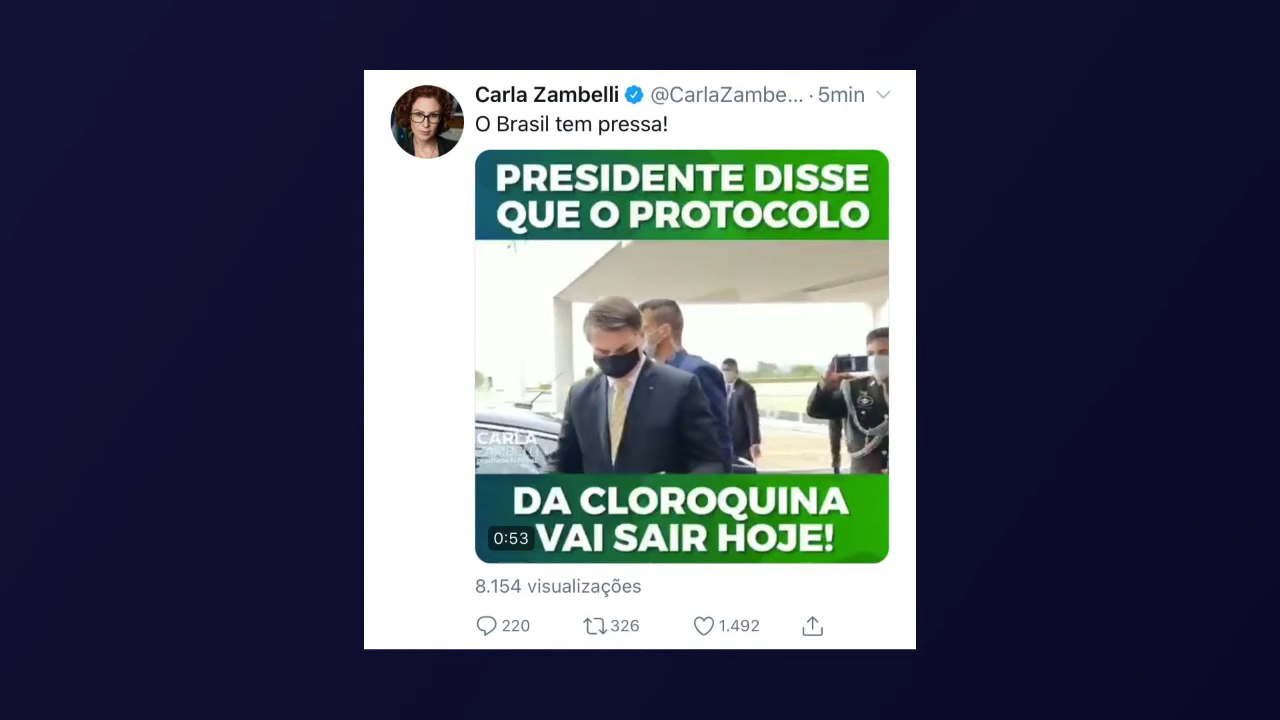 Carla Zambelli @CarlaZambe... · 5min
O Brasil tem pressa!
PRESIDENTE DISSE
QUE O PROTOCOLO
CARLA
ZAMBELLI
DA CLOROQUINA
VAI SAIR HOJE!
0:53
8.154 visualizações
220 326 1.492